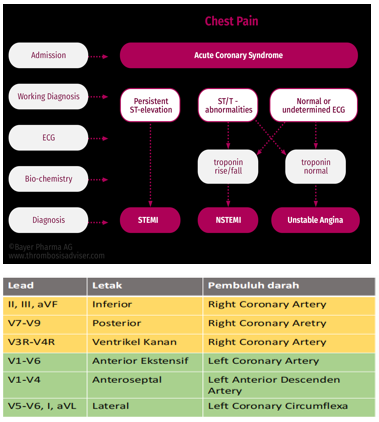 Chest Pain
Admission
Acute Coronary Syndrome
Working Diagnosis
Persistent
ST-elevation
ST/T -
abnormalities
Normal or
undetermined ECG
ECG
Bio-chemistry
troponin
rise/fall
troponin
normal
Diagnosis
STEMI
NSTEMI
Unstable Angina
©Bayer Pharma AG
www.thrombosisadviser.com
Lead Letak Pembuluh darah
II, III, aVF Inferior Right Coronary Artery
V7-V9 Posterior Right Coronary Aretry
V3R-V4R Ventrikel Kanan Right Coronary Artery
V1-V6 Anterior Ekstensif Left Coronary Artery
V1-V4 Anteroseptal Left Anterior Descenden
Artery
V5-V6, I, aVL Lateral Left Coronary Circumflexa